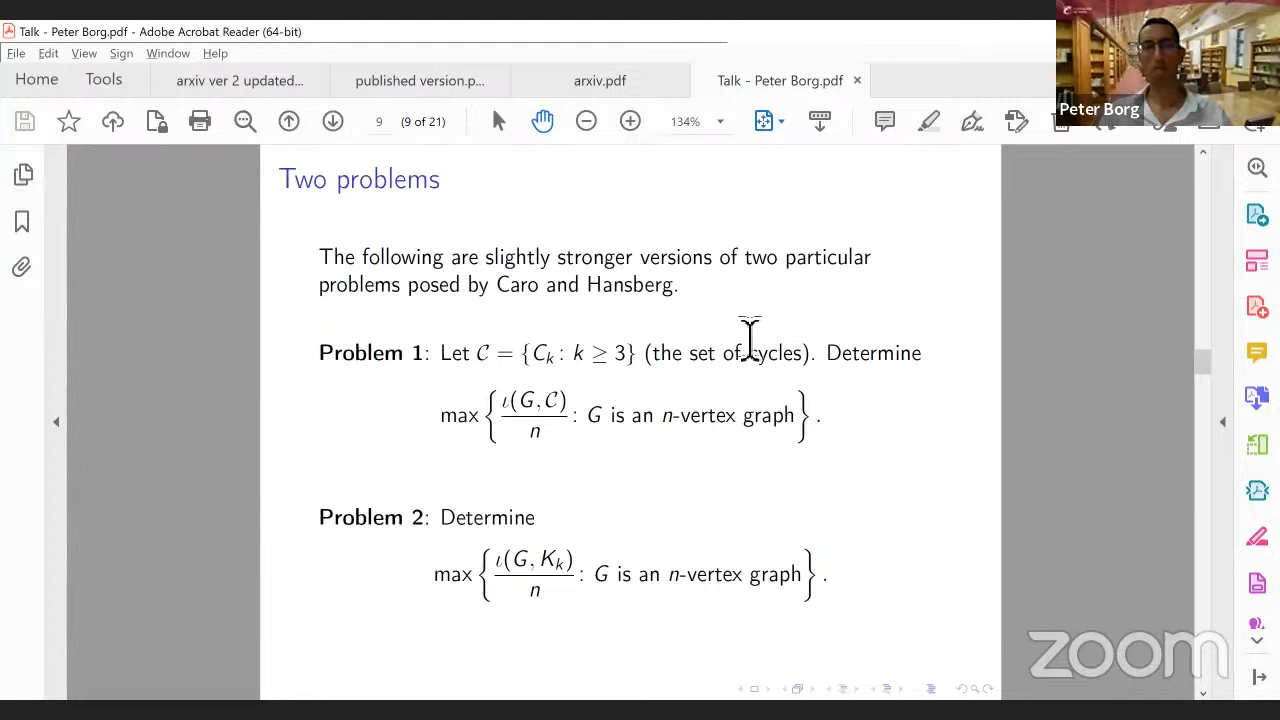 Talk - Peter Borg.pdf - Adobe Acrobat Reader (64-bit)
File Edit View Sign Window Help
Home Tools arxiv ver 2 updated... published version.p... arxiv.pdf Talk - Peter Borg.pdf ×
9 (9 of 21) 134%
Peter Borg
Two problems
The following are slightly stronger versions of two particular
problems posed by Caro and Hansberg.
Problem 1: Let 𝒞 = {C_k : k ≥ 3} (the set of cycles). Determine
max { ι(G, 𝒞) / n : G is an n-vertex graph } .
Problem 2: Determine
max { ι(G, K_k) / n : G is an n-vertex graph } .
zoom